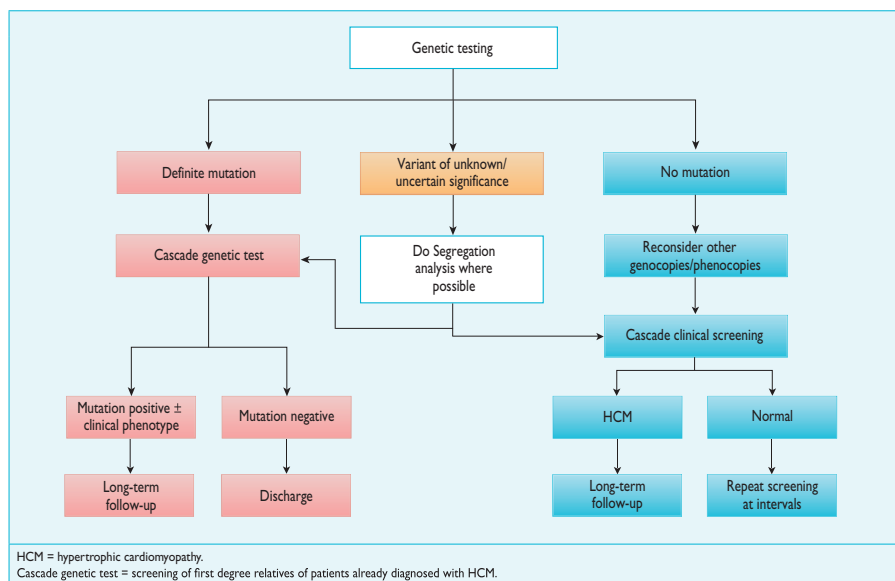 Genetic testing
Definite mutation
Variant of unknown/
uncertain significance
No mutation
Cascade genetic test
Do Segregation
analysis where
possible
Reconsider other
genocopies/phenocopies
Cascade clinical screening
Mutation positive ±
clinical phenotype
Mutation negative
HCM
Normal
Long-term
follow-up
Discharge
Long-term
follow-up
Repeat screening
at intervals
HCM = hypertrophic cardiomyopathy.
Cascade genetic test = screening of first degree relatives of patients already diagnosed with HCM.